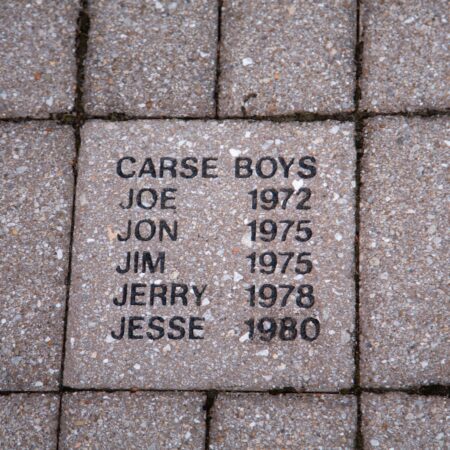 CARSE BOYS
JOE 1972
JON 1975
JIM 1975
JERRY 1978
JESSE 1980